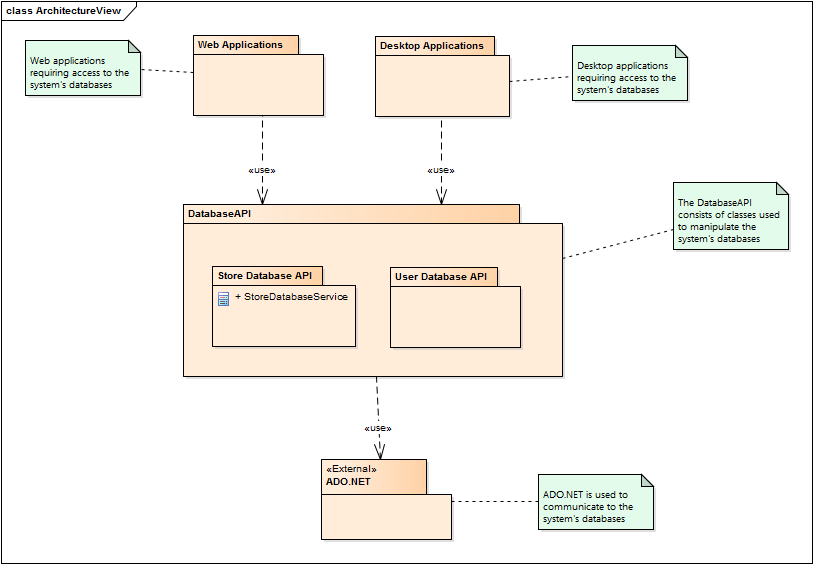 class ArchitectureView
Web applications
requiring access to the
system's databases
Web Applications
Desktop Applications
Desktop applications
requiring access to the
system's databases
«use»
«use»
DatabaseAPI
The DatabaseAPI
consists of classes used
to manipulate the
system's databases
Store Database API
+ StoreDatabaseService
User Database API
«use»
«External»
ADO.NET
ADO.NET is used to
communicate to the
system's databases